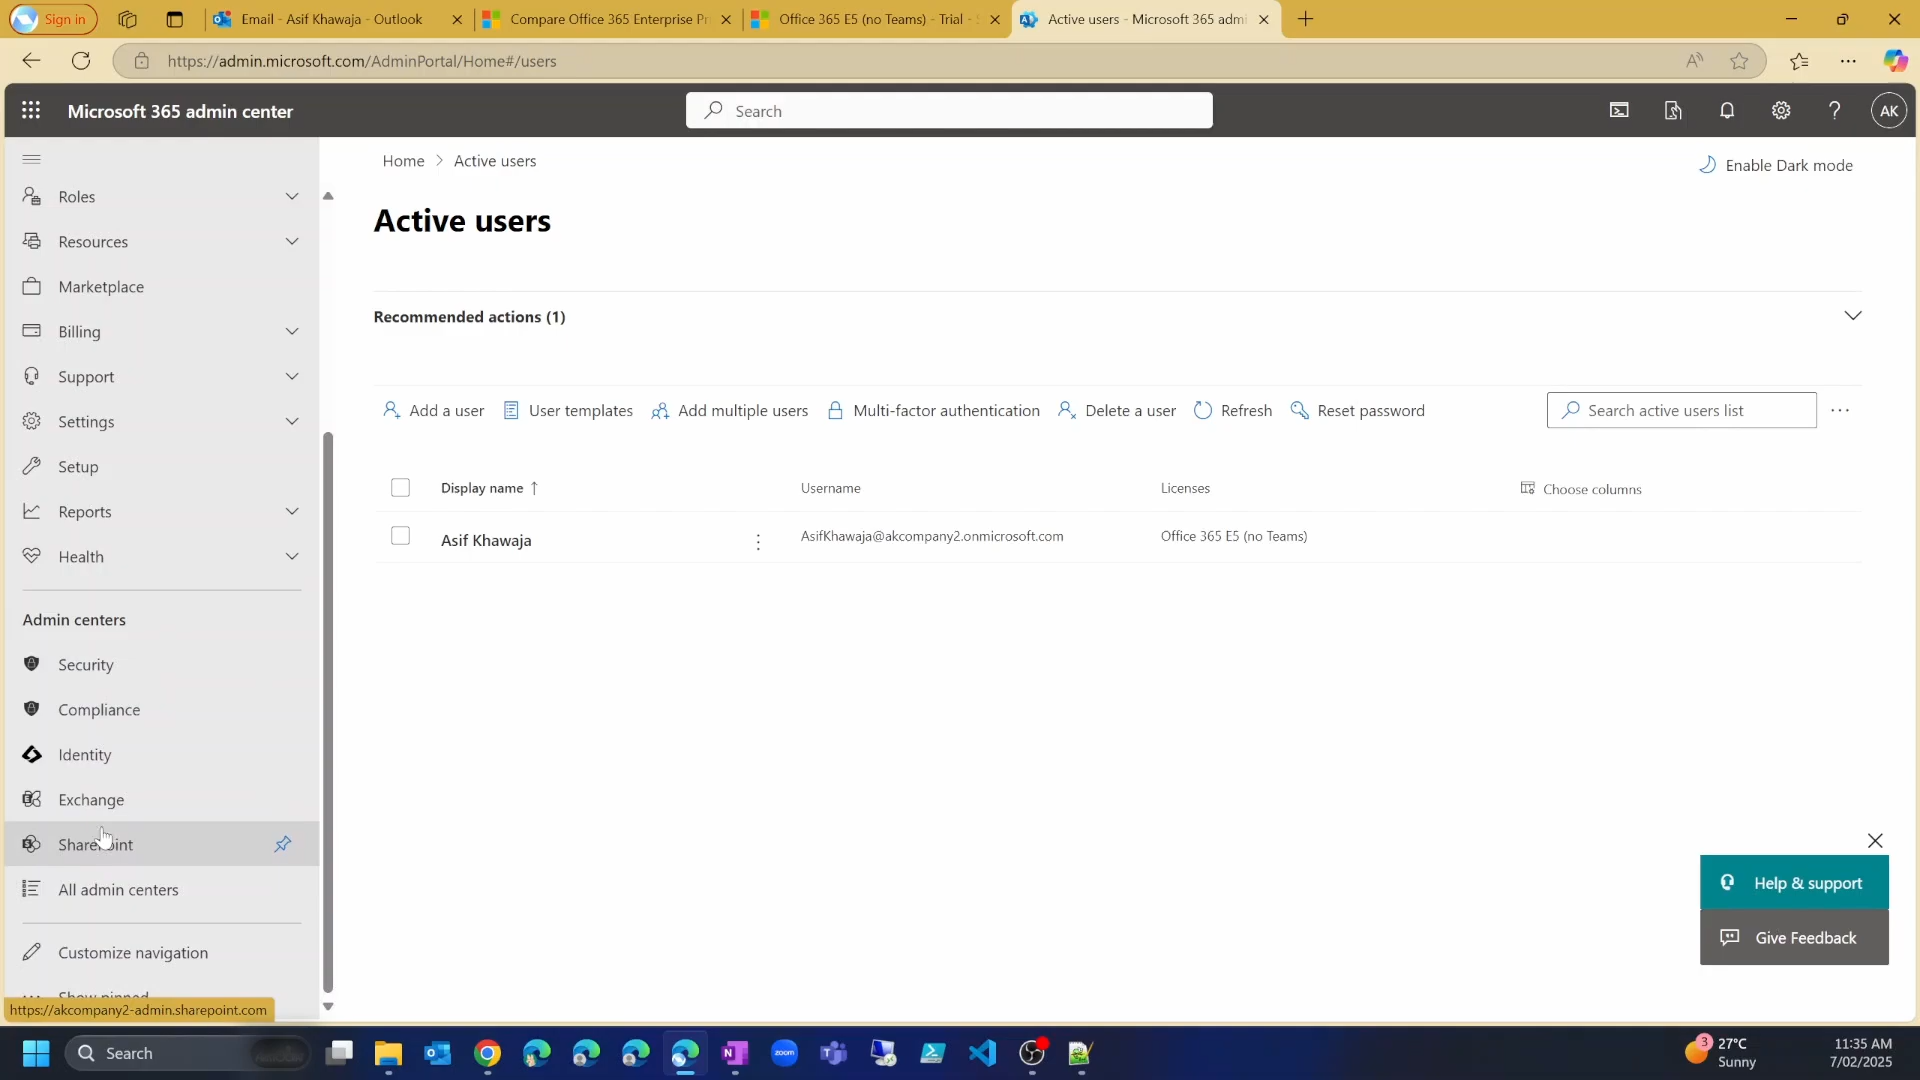 Sign in
Email - Asif Khawaja - Outlook
Compare Office 365 Enterprise Pr
Office 365 E5 (no Teams) - Trial -
Active users - Microsoft 365 admi
https://admin.microsoft.com/AdminPortal/Home#/users
Microsoft 365 admin center
Search
AK
Home > Active users
Enable Dark mode
Active users
Recommended actions (1)
Add a user
User templates
Add multiple users
Multi-factor authentication
Delete a user
Refresh
Reset password
Search active users list
Display name ↑
Username
Licenses
Choose columns
Asif Khawaja
AsifKhawaja@akcompany2.onmicrosoft.com
Office 365 E5 (no Teams)
Roles
Resources
Marketplace
Billing
Support
Settings
Setup
Reports
Health
Admin centers
Security
Compliance
Identity
Exchange
SharePoint
All admin centers
Customize navigation
Show pinned
https://akcompany2-admin.sharepoint.com
Help & support
Give Feedback
Search
zoom
3
27°C
Sunny
11:35 AM
7/02/2025